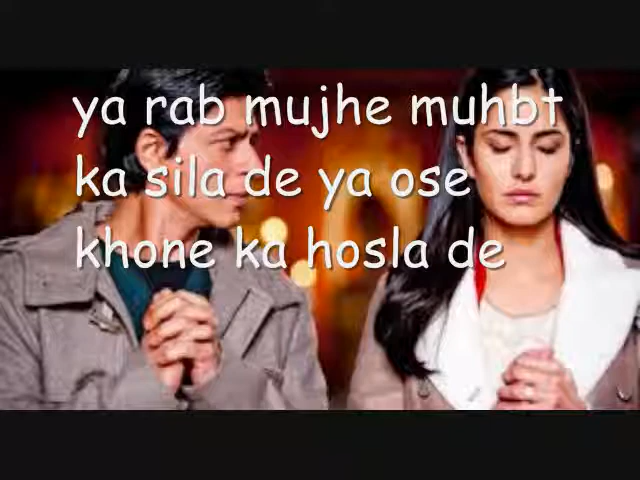 ya rab mujhe muhbt
ka sila de ya ose
khone ka hosla de